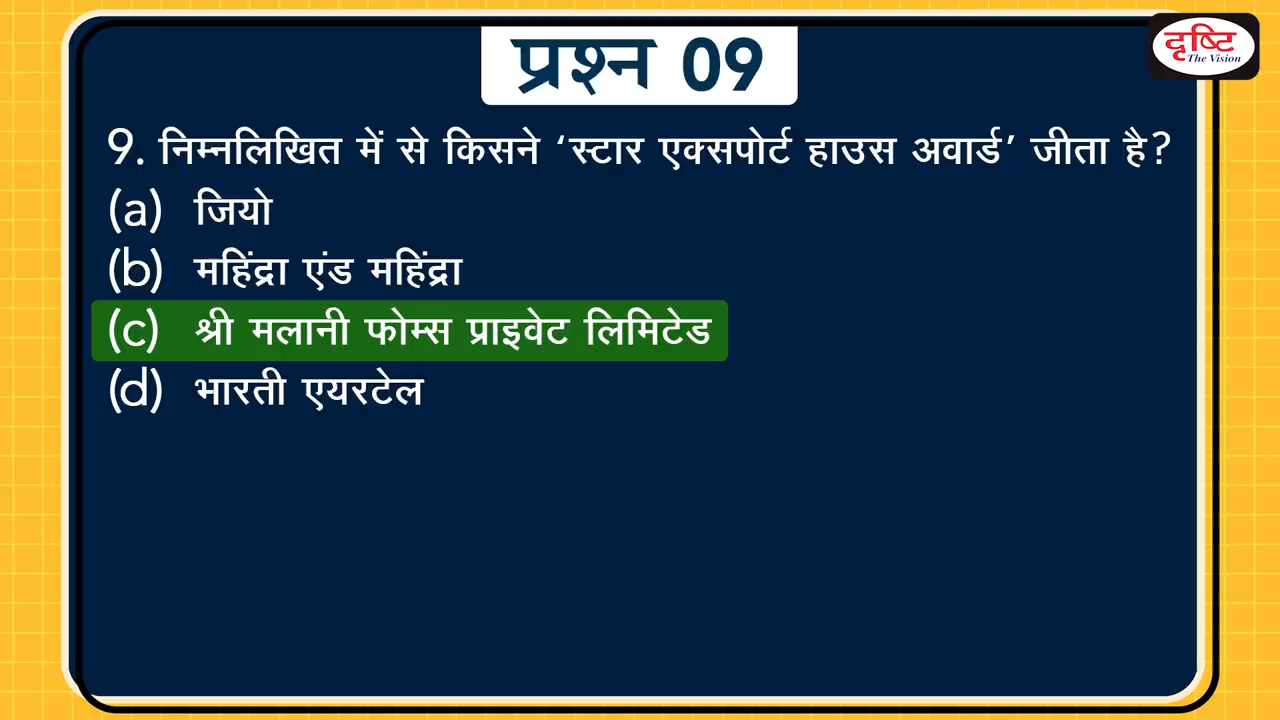 प्रश्न 09
दृष्टि
The Vision
9. निम्नलिखित में से किसने ‘स्टार एक्सपोर्ट हाउस अवार्ड’ जीता है?
(a) जियो
(b) महिंद्रा एंड महिंद्रा
(c) श्री मलानी फोम्स प्राइवेट लिमिटेड
(d) भारती एयरटेल